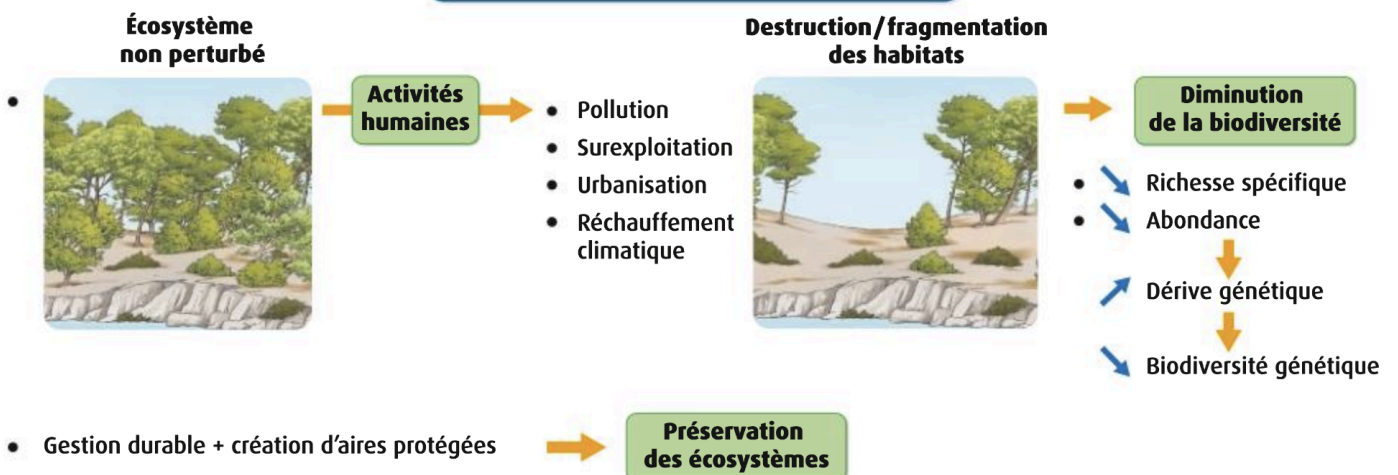 Écosystème
non perturbé
Activités
humaines
• Pollution
• Surexploitation
• Urbanisation
• Réchauffement
climatique
Destruction/fragmentation
des habitats
Diminution
de la biodiversité
• Richesse spécifique
• Abondance
Dérive génétique
Biodiversité génétique
• Gestion durable + création d'aires protégées
Préservation
des écosystèmes